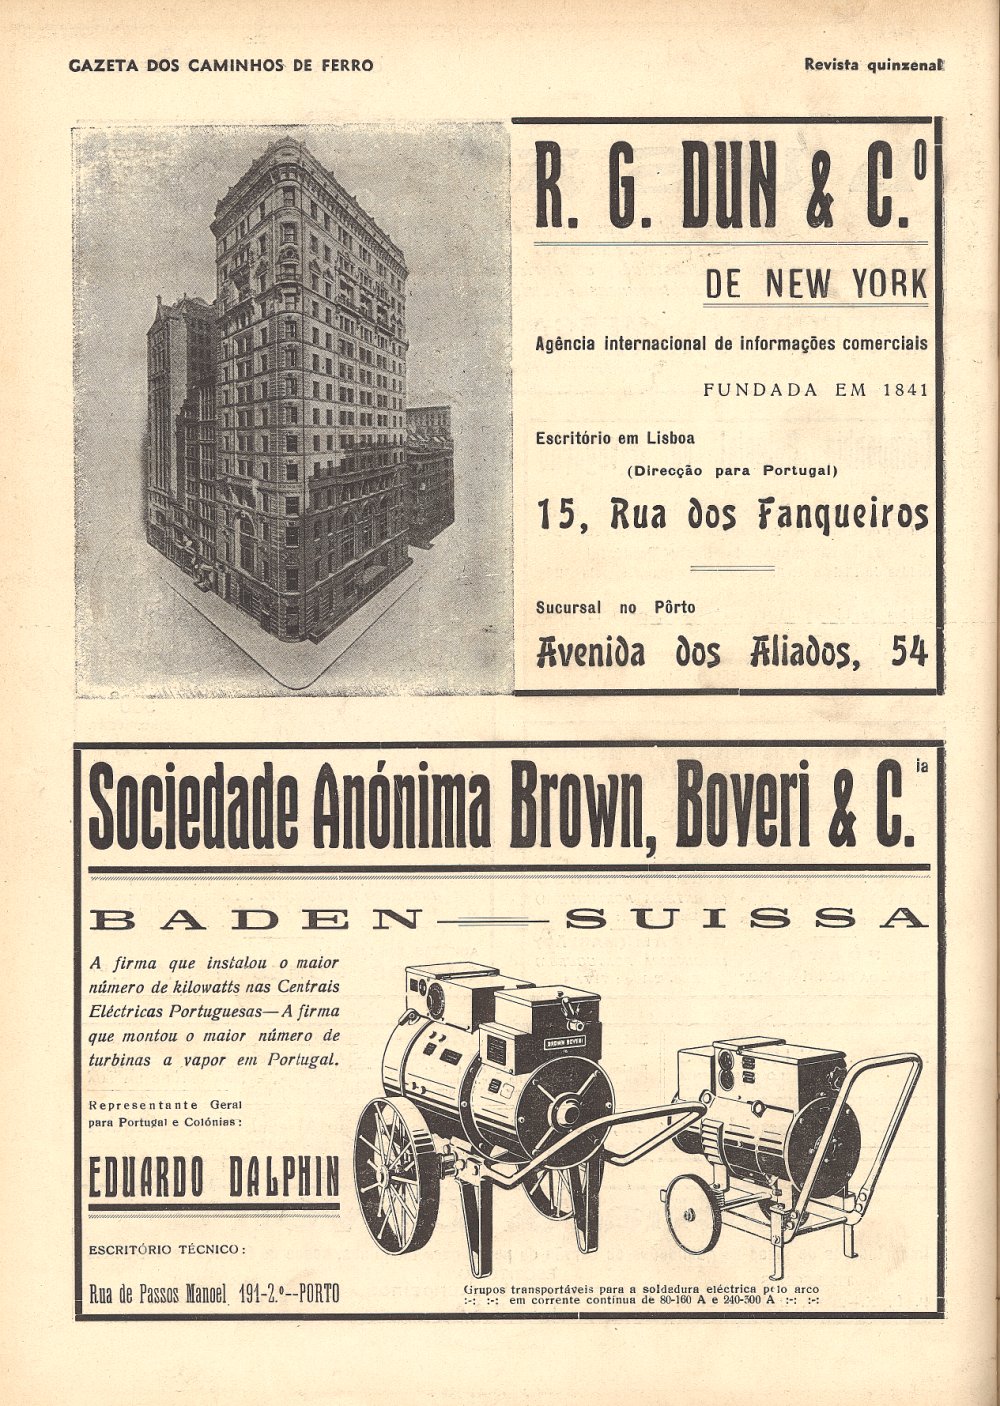 GAZETA DOS CAMINHOS DE FERRO
Revista quinzenal
R. G. DUN & C.º
DE NEW YORK
Agência internacional de informações comerciais
FUNDADA EM 1841
Escritório em Lisboa
(Direcção para Portugal)
15, Rua dos Fanqueiros
Sucursal no Pôrto
Avenida dos Aliados, 54
Sociedade Anónima Brown, Boveri & C.ia
BADEN — SUISSA
A firma que instalou o maior
número de kilowatts nas Centrais
Eléctricas Portuguesas—A firma
que montou o maior número de
turbinas a vapor em Portugal.
Representante Geral
para Portugal e Colónias:
EDUARDO DALPHIN
ESCRITÓRIO TÉCNICO:
Rua de Passos Manoel, 191-2.º--PORTO
BROWN BOVERI
Grupos transportáveis para a soldadura eléctrica pelo arco
:-: :-: em corrente contínua de 80-160 A e 240-300 A :-: :-: